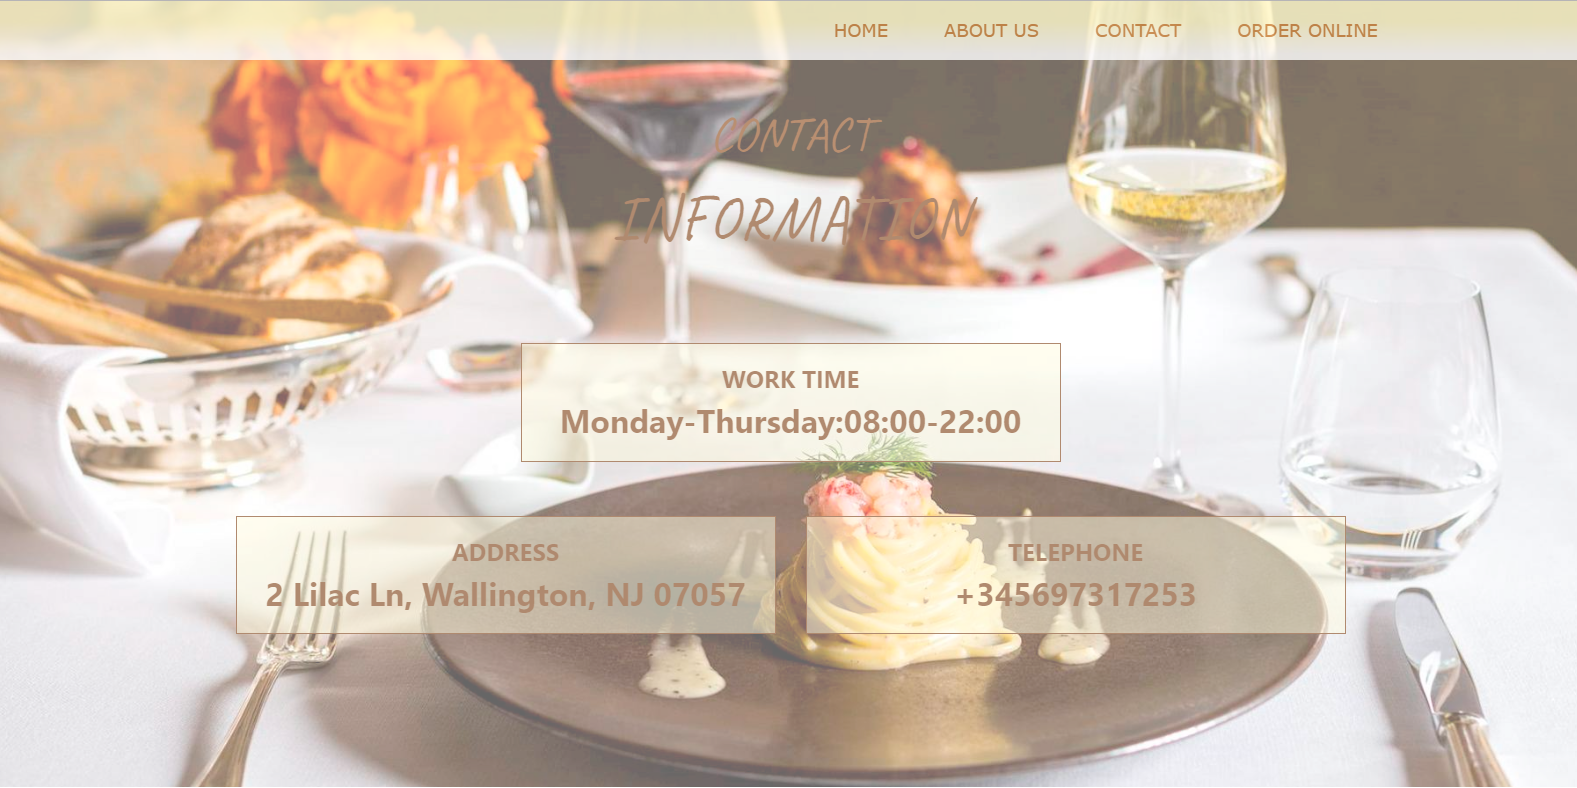 HOME ABOUT US CONTACT ORDER ONLINE
CONTACT
INFORMATION
WORK TIME
Monday-Thursday:08:00-22:00
ADDRESS
2 Lilac Ln, Wallington, NJ 07057
TELEPHONE
+345697317253